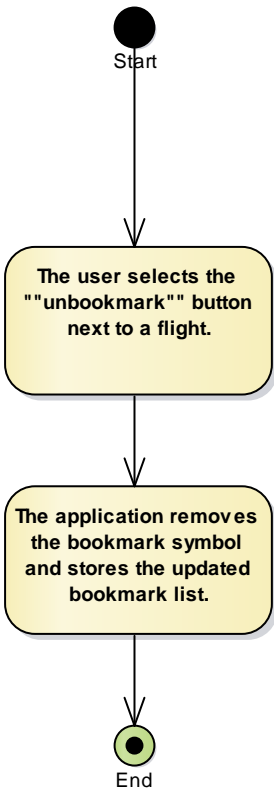 Start
The user selects the
""unbookmark"" button
next to a flight.
The application removes
the bookmark symbol
and stores the updated
bookmark list.
End